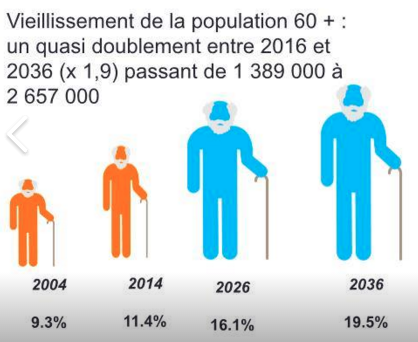 Vieillissement de la population 60 + :
un quasi doublement entre 2016 et
2036 (x 1,9) passant de 1 389 000 à
2 657 000
2004 2014 2026 2036
9.3% 11.4% 16.1% 19.5%